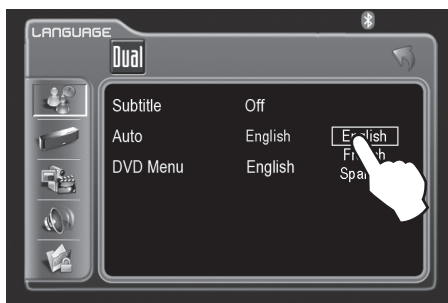 LANGUAGE
Dual
Subtitle Off
Auto English English
DVD Menu English